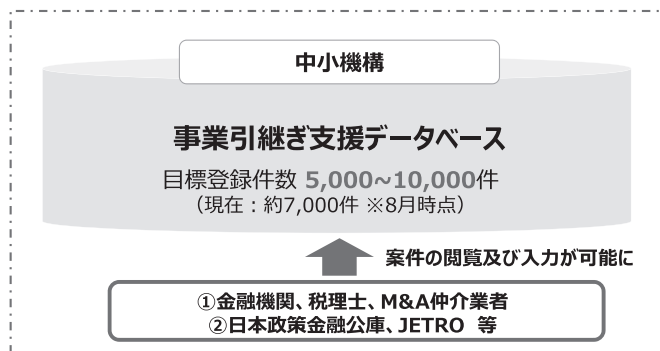 中小機構
事業引継ぎ支援データベース
目標登録件数 5,000~10,000件
（現在：約7,000件 ※8月時点）
案件の閲覧及び入力が可能に
①金融機関、税理士、M&A仲介業者
②日本政策金融公庫、JETRO 等